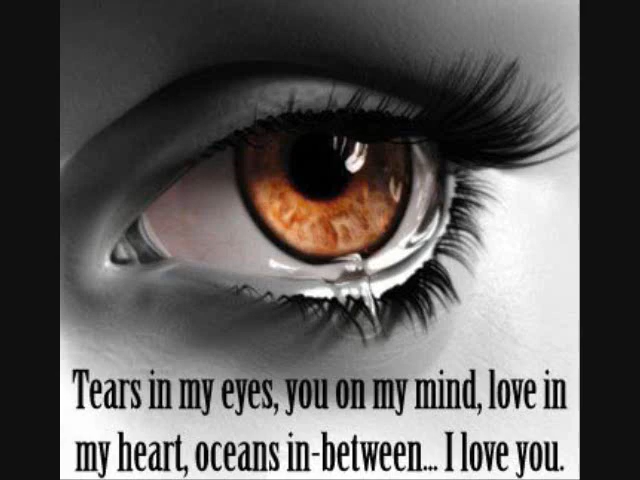 Tears in my eyes, you on my mind, love in
my heart, oceans in-between... I love you.